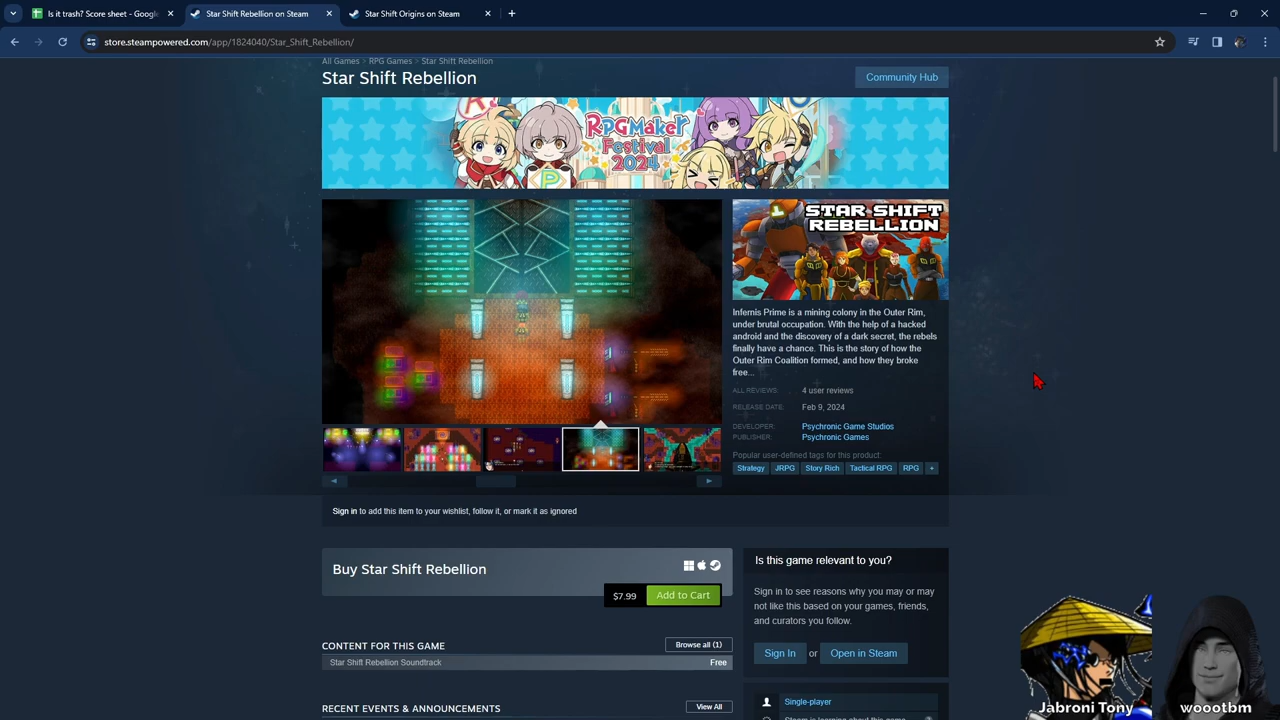 Is it trash? Score sheet - Google
Star Shift Rebellion on Steam
Star Shift Origins on Steam
store.steampowered.com/app/1824040/Star_Shift_Rebellion/
All Games > RPG Games > Star Shift Rebellion
Star Shift Rebellion
Community Hub
RPGMaker
Festival
2024
STAR SHIFT
REBELLION
Infernis Prime is a mining colony in the Outer Rim,
under brutal occupation. With the help of a hacked
android and the discovery of a dark secret, the rebels
finally have a chance. This is the story of how the
Outer Rim Coalition formed, and how they broke
free...
ALL REVIEWS: 4 user reviews
RELEASE DATE: Feb 9, 2024
DEVELOPER: Psychronic Game Studios
PUBLISHER: Psychronic Games
Popular user-defined tags for this product:
Strategy JRPG Story Rich Tactical RPG RPG +
Sign in to add this item to your wishlist, follow it, or mark it as ignored
Buy Star Shift Rebellion
$7.99 Add to Cart
Is this game relevant to you?
Sign in to see reasons why you may or may
not like this based on your games, friends,
and curators you follow.
Sign In or Open in Steam
CONTENT FOR THIS GAME Browse all (1)
Star Shift Rebellion Soundtrack Free
RECENT EVENTS & ANNOUNCEMENTS View All
Single-player
Jabroni Tony
woootbm